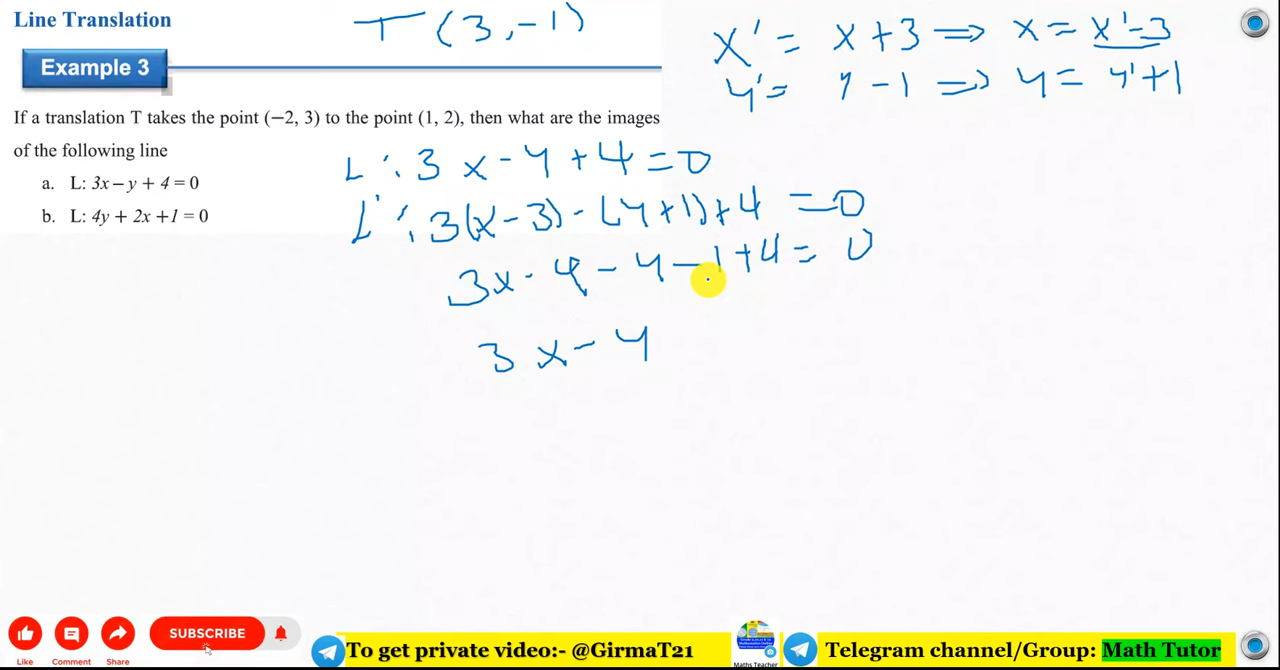 Line Translation
T (3, -1)
x' = x + 3 ⇒ x = x' - 3
y' = y - 1 ⇒ y = y' + 1
Example 3
If a translation T takes the point (−2, 3) to the point (1, 2), then what are the images
of the following line
a. L: 3x – y + 4 = 0
b. L: 4y + 2x +1 = 0
L : 3x - y + 4 = 0
L' : 3(x - 3) - (y + 1) + 4 = 0
3x - 9 - y - 1 + 4 = 0
3x - y
Like
Comment
Share
SUBSCRIBE
To get private video:- @GirmaT21
Maths Teacher
Telegram channel/Group: Math Tutor